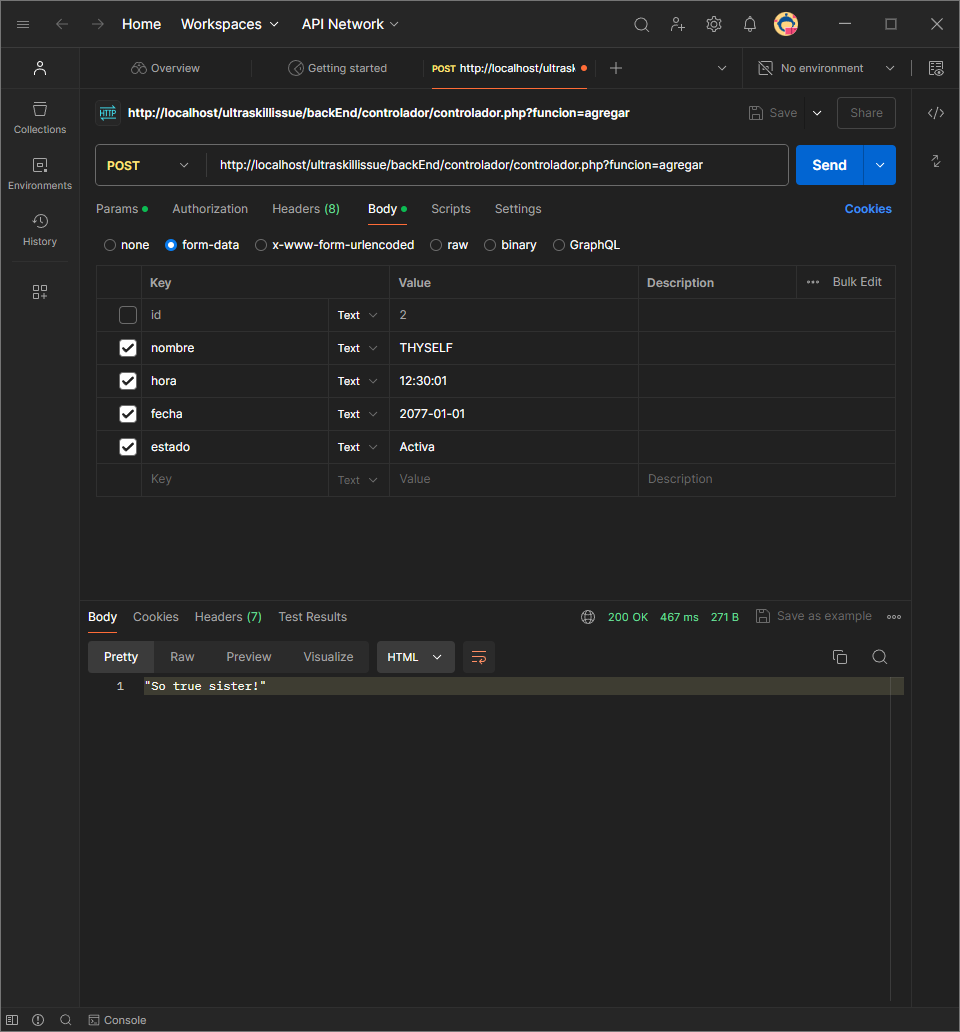 Home Workspaces API Network
Overview Getting started POST http://localhost/ultrask No environment
HTTP http://localhost/ultraskillissue/backEnd/controlador/controlador.php?funcion=agregar Save Share
Collections
POST http://localhost/ultraskillissue/backEnd/controlador/controlador.php?funcion=agregar Send
Environments
Params Authorization Headers (8) Body Scripts Settings Cookies
History
none form-data x-www-form-urlencoded raw binary GraphQL
Key Value Description Bulk Edit
id Text 2
nombre Text THYSELF
hora Text 12:30:01
fecha Text 2077-01-01
estado Text Activa
Key Text Value Description
Body Cookies Headers (7) Test Results 200 OK 467 ms 271 B Save as example
Pretty Raw Preview Visualize HTML
1 "So true sister!"
Console